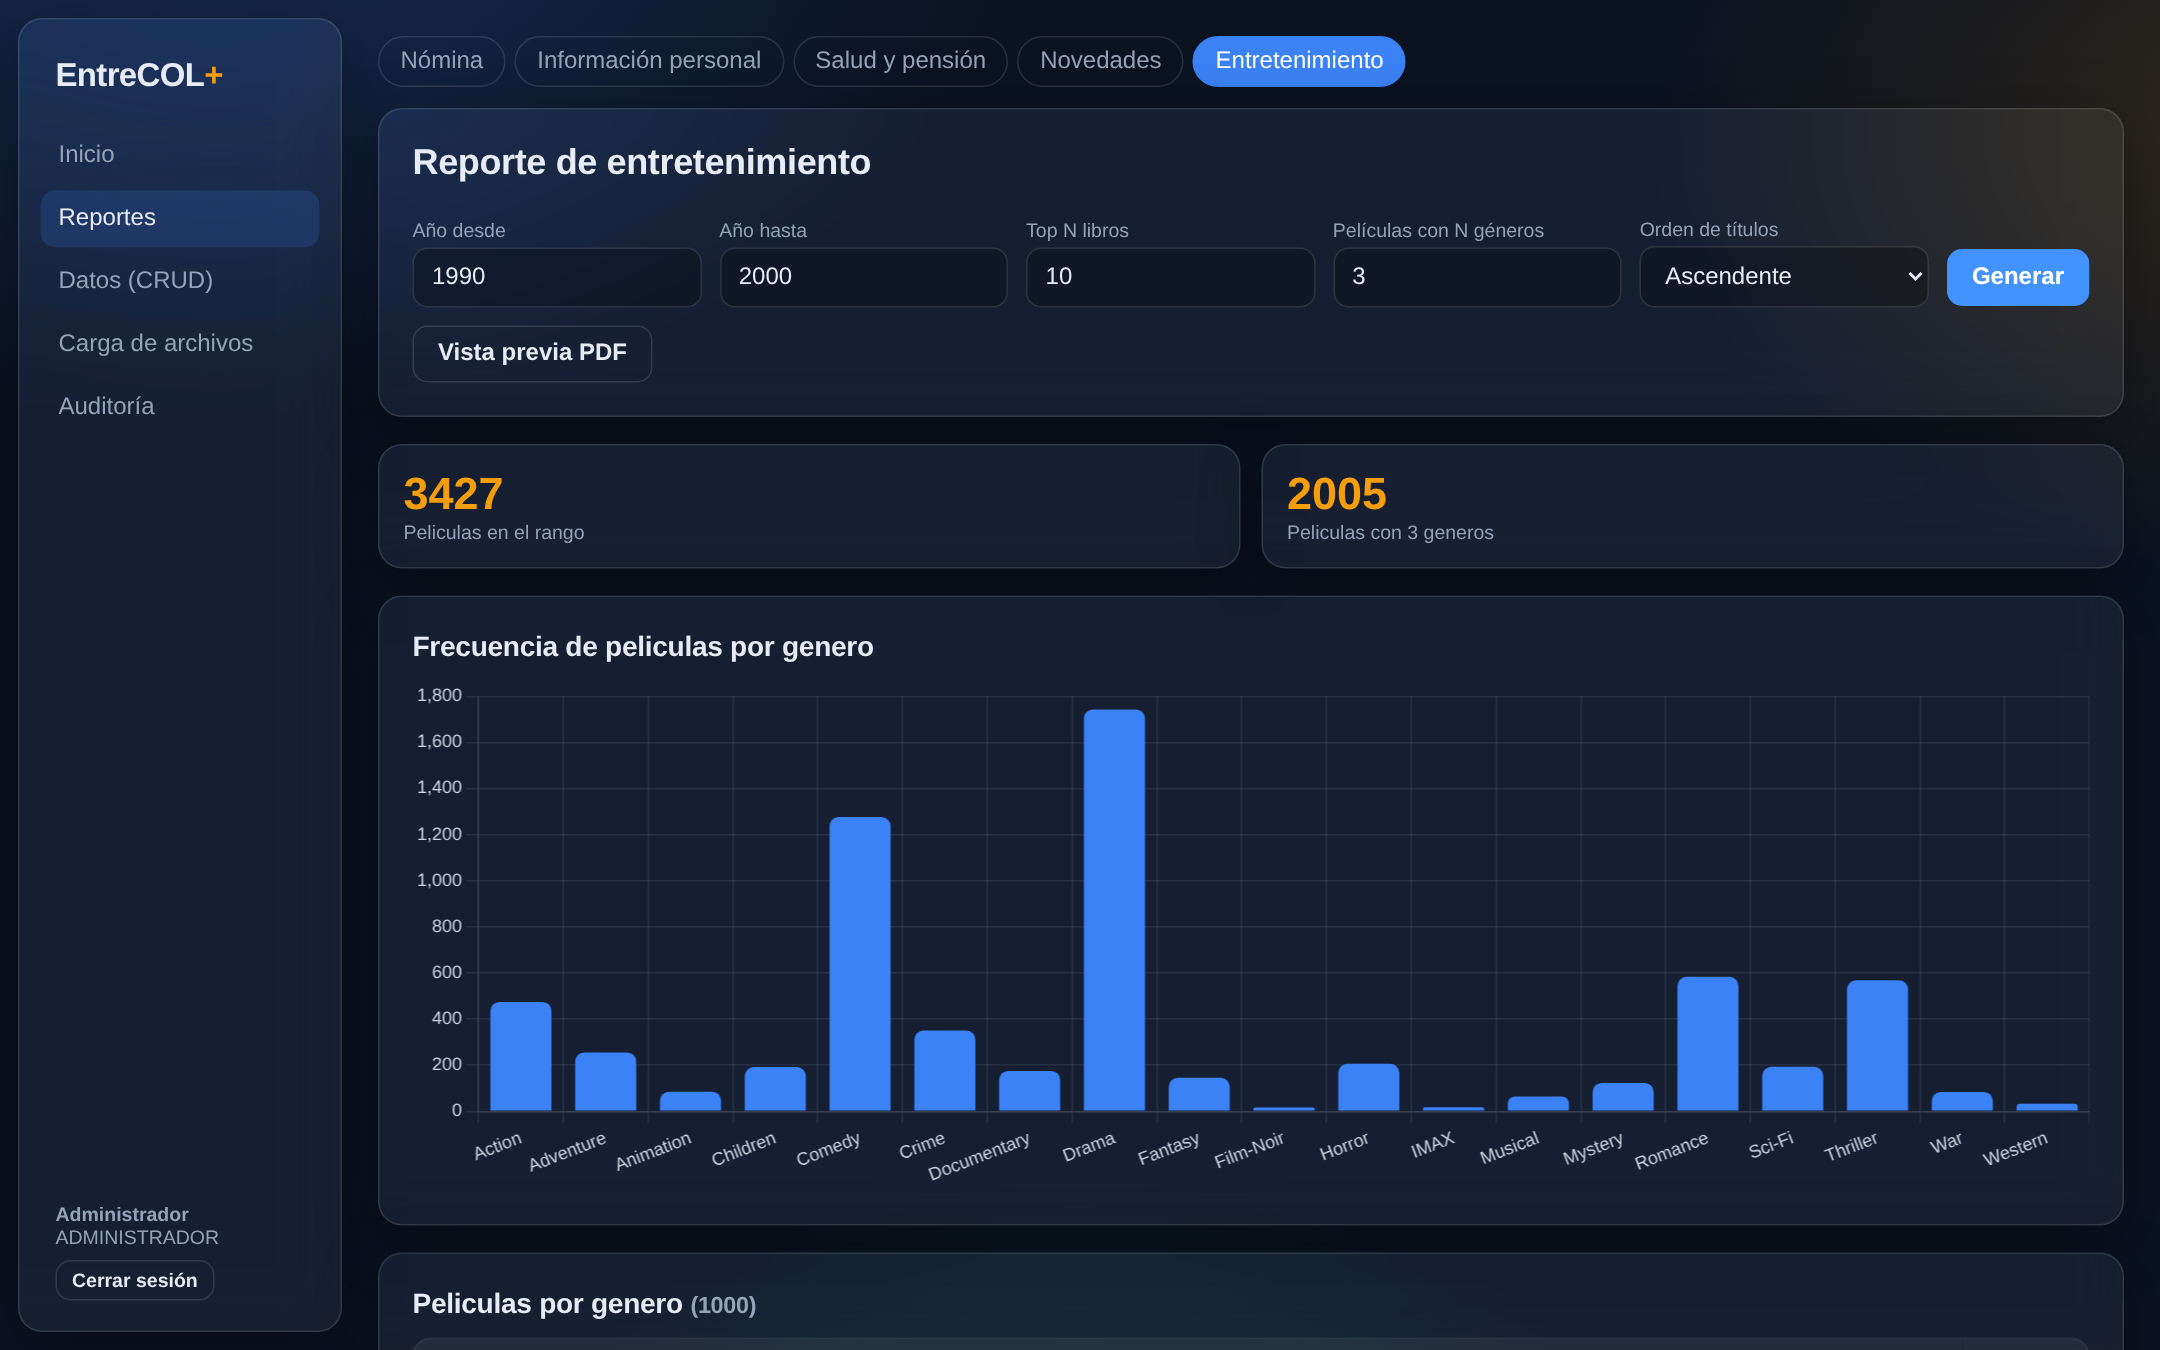 EntreCOL+
Inicio
Reportes
Datos (CRUD)
Carga de archivos
Auditoría
Administrador
ADMINISTRADOR
Cerrar sesión
Nómina
Información personal
Salud y pensión
Novedades
Entretenimiento
Reporte de entretenimiento
Año desde
1990
Año hasta
2000
Top N libros
10
Películas con N géneros
3
Orden de títulos
Ascendente
Generar
Vista previa PDF
3427
Peliculas en el rango
2005
Peliculas con 3 generos
Frecuencia de peliculas por genero
1,800
1,600
1,400
1,200
1,000
800
600
400
200
0
Action
Adventure
Animation
Children
Comedy
Crime
Documentary
Drama
Fantasy
Film-Noir
Horror
IMAX
Musical
Mystery
Romance
Sci-Fi
Thriller
War
Western
Peliculas por genero (1000)